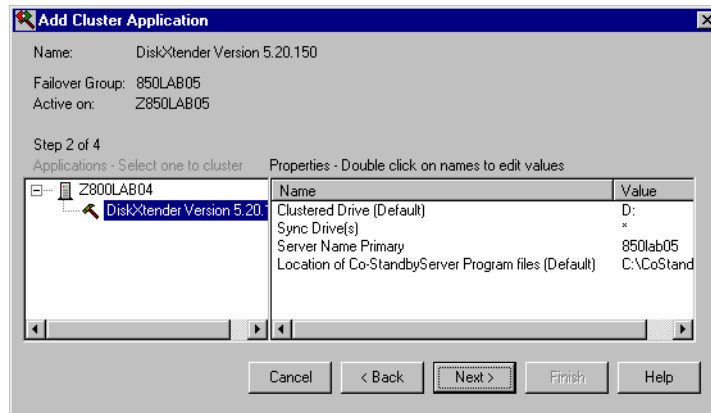 Add Cluster Application
Name: DiskXtender Version 5.20.150
Failover Group: 850LAB05
Active on: Z850LAB05
Step 2 of 4
Applications - Select one to cluster Properties - Double click on names to edit values
Z800LAB04 Name Value
DiskXtender Version 5.20.1 Clustered Drive (Default) D:
Sync Drive(s) *
Server Name Primary 850lab05
Location of Co-StandbyServer Program files (Default) C:\CoStand
Cancel < Back Next > Finish Help